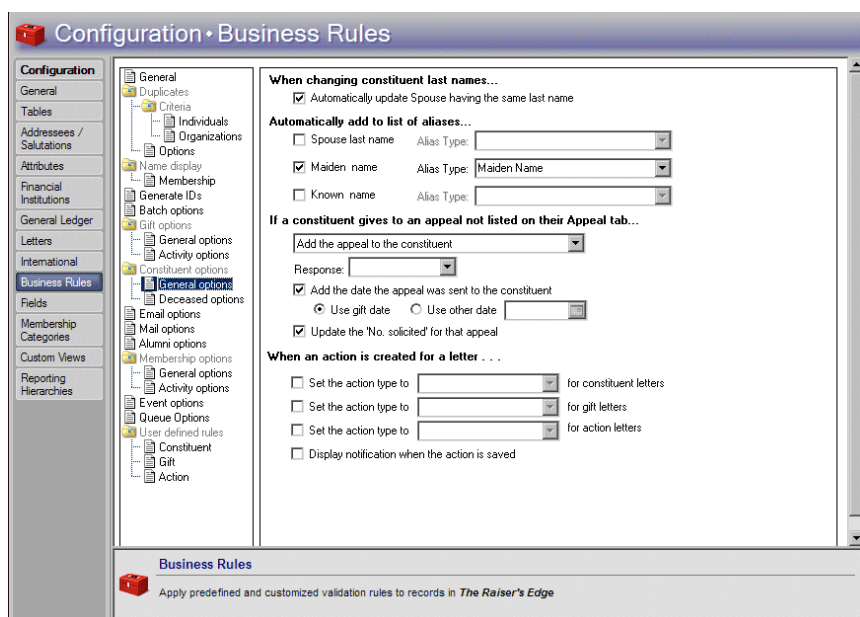 Configuration • Business Rules
Configuration
General
Tables
Addressees /
Salutations
Attributes
Financial
Institutions
General Ledger
Letters
International
Business Rules
Fields
Membership
Categories
Custom Views
Reporting
Hierarchies
General
Duplicates
Criteria
Individuals
Organizations
Options
Name display
Membership
Generate IDs
Batch options
Gift options
General options
Activity options
Constituent options
General options
Deceased options
Email options
Mail options
Alumni options
Membership options
General options
Activity options
Event options
Queue Options
User defined rules
Constituent
Gift
Action
When changing constituent last names...
Automatically update Spouse having the same last name
Automatically add to list of aliases...
Spouse last name Alias Type:
Maiden name Alias Type: Maiden Name
Known name Alias Type:
If a constituent gives to an appeal not listed on their Appeal tab...
Add the appeal to the constituent
Response:
Add the date the appeal was sent to the constituent
Use gift date Use other date
Update the 'No. solicited' for that appeal
When an action is created for a letter . . .
Set the action type to for constituent letters
Set the action type to for gift letters
Set the action type to for action letters
Display notification when the action is saved
Business Rules
Apply predefined and customized validation rules to records in The Raiser's Edge